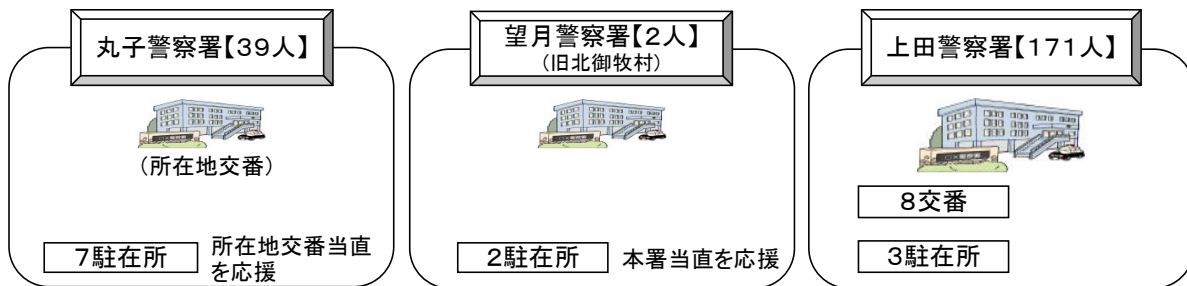 丸子警察署【39人】
(所在地交番)
7駐在所
所在地交番当直
を応援
望月警察署【2人】
(旧北御牧村)
2駐在所
本署当直を応援
上田警察署【171人】
8交番
3駐在所